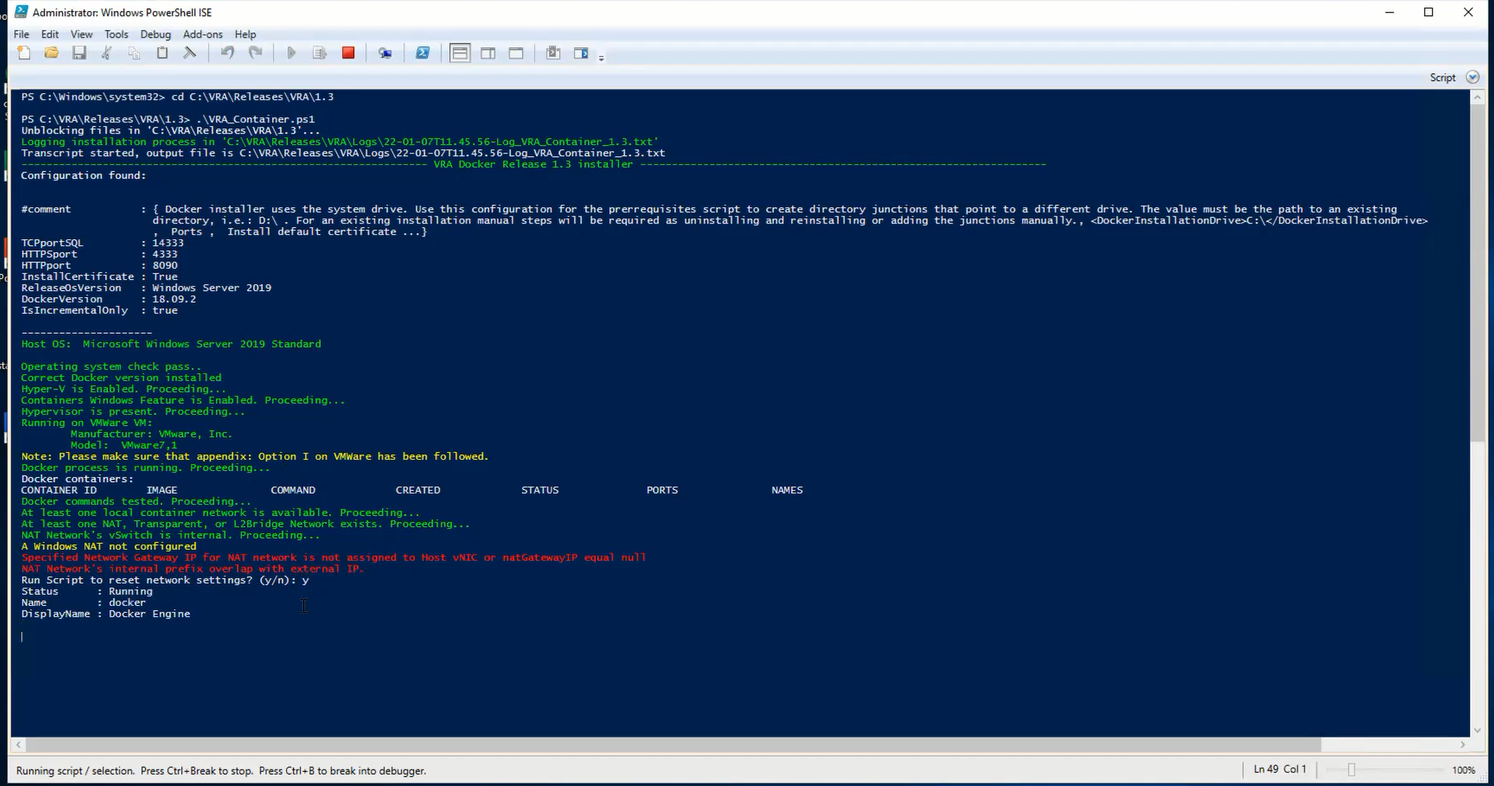 Administrator: Windows PowerShell ISE
File Edit View Tools Debug Add-ons Help
Script
PS C:\Windows\system32> cd C:\VRA\Releases\VRA\1.3
PS C:\VRA\Releases\VRA\1.3> .\VRA_Container.ps1
Unblocking files in 'C:\VRA\Releases\VRA\1.3'...
Logging installation process in 'C:\VRA\Releases\VRA\Logs\22-01-07T11.45.56-Log_VRA_Container_1.3.txt'
Transcript started, output file is C:\VRA\Releases\VRA\Logs\22-01-07T11.45.56-Log_VRA_Container_1.3.txt
----------------------------------------------------------------- VRA Docker Release 1.3 installer -----------------------------------------------------------------
Configuration found:
#comment : { Docker installer uses the system drive. Use this configuration for the prerrequisites script to create directory junctions that point to a different drive. The value must be the path to an existing
directory, i.e.: D:\ . For an existing installation manual steps will be required as uninstalling and reinstalling or adding the junctions manually., <DockerInstallationDrive>C:\</DockerInstallationDrive>
, Ports , Install default certificate ...}
TCPportSQL : 14333
HTTPSport : 4333
HTTPport : 8090
InstallCertificate : True
ReleaseOsVersion : Windows Server 2019
DockerVersion : 18.09.2
IsIncrementalOnly : true
---------------------
Host OS: Microsoft Windows Server 2019 Standard
Operating system check pass..
Correct Docker version installed
Hyper-V is Enabled. Proceeding...
Containers Windows Feature is Enabled. Proceeding...
Hypervisor is present. Proceeding...
Running on VMWare VM:
Manufacturer: VMware, Inc.
Model: VMware7,1
Note: Please make sure that appendix: Option I on VMWare has been followed.
Docker process is running. Proceeding...
Docker containers:
CONTAINER ID IMAGE COMMAND CREATED STATUS PORTS NAMES
Docker commands tested. Proceeding...
At least one local container network is available. Proceeding...
At least one NAT, Transparent, or L2Bridge Network exists. Proceeding...
NAT Network's vSwitch is internal. Proceeding...
A Windows NAT not configured
Specified Network Gateway IP for NAT network is not assigned to Host vNIC or natGatewayIP equal null
NAT Network's internal prefix overlap with external IP.
Run Script to reset network settings? (y/n): y
Status : Running
Name : docker
DisplayName : Docker Engine
Running script / selection. Press Ctrl+Break to stop. Press Ctrl+B to break into debugger.
Ln 49 Col 1
100%